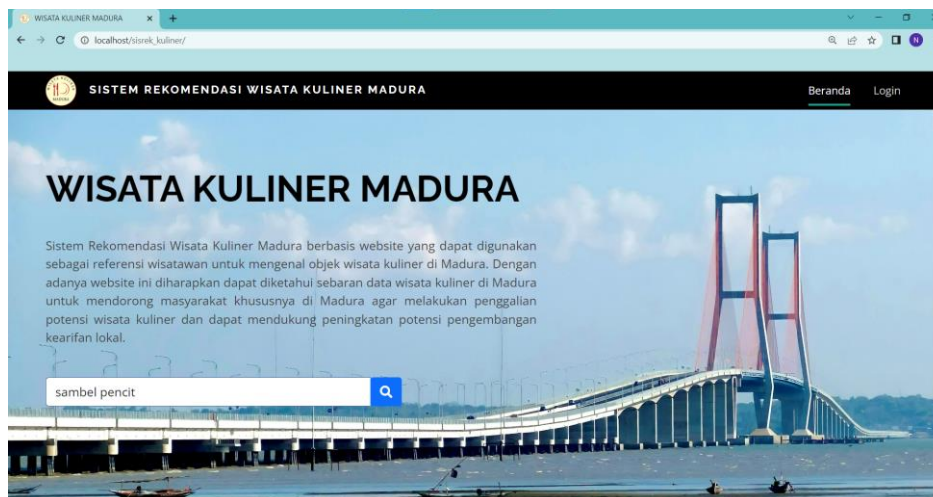 WISATA KULINER MADURA
localhost/sisrek_kuliner/
N
SISTEM REKOMENDASI WISATA KULINER MADURA
Beranda
Login
WISATA KULINER MADURA
Sistem Rekomendasi Wisata Kuliner Madura berbasis website yang dapat digunakan
sebagai referensi wisatawan untuk mengenal objek wisata kuliner di Madura. Dengan
adanya website ini diharapkan dapat diketahui sebaran data wisata kuliner di Madura
untuk mendorong masyarakat khususnya di Madura agar melakukan penggalian
potensi wisata kuliner dan dapat mendukung peningkatan potensi pengembangan
kearifan lokal.
sambel pencit